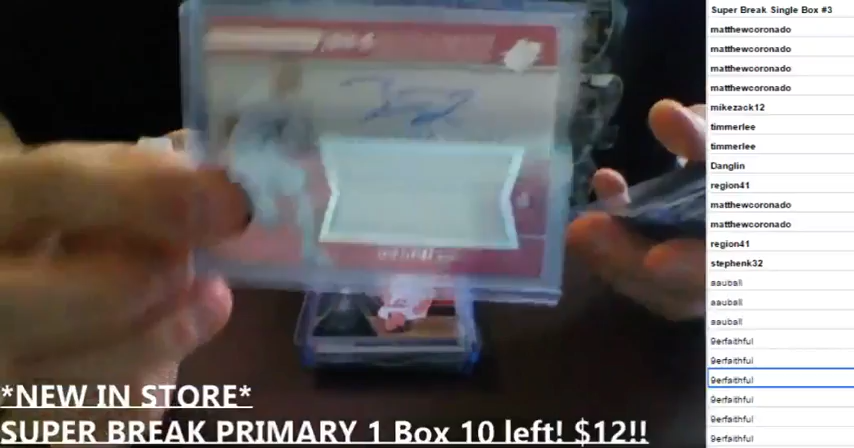 Super Break Single Box #3
matthewcoronado
matthewcoronado
matthewcoronado
matthewcoronado
mikezack12
timmerlee
timmerlee
Danglin
region41
matthewcoronado
matthewcoronado
region41
stephenk32
aauball
aauball
aauball
9erfaithful
9erfaithful
9erfaithful
9erfaithful
9erfaithful
9erfaithful
*NEW IN STORE*
SUPER BREAK PRIMARY 1 Box 10 left! $12!!